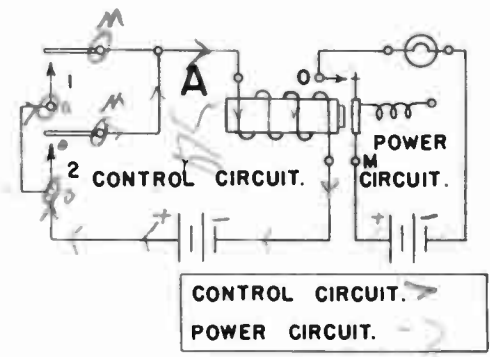 M
1
A
O
M
2
CONTROL CIRCUIT.
POWER
M CIRCUIT.
+ -
+ -
CONTROL CIRCUIT.
POWER CIRCUIT.